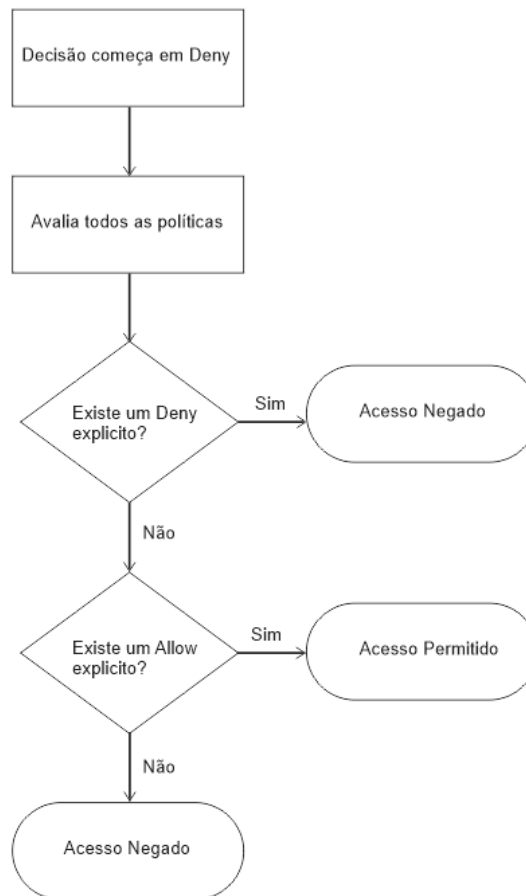 Decisão começa em Deny
Avalia todos as políticas
Existe um Deny
explicito?
Sim
Acesso Negado
Não
Existe um Allow
explicito?
Sim
Acesso Permitido
Não
Acesso Negado